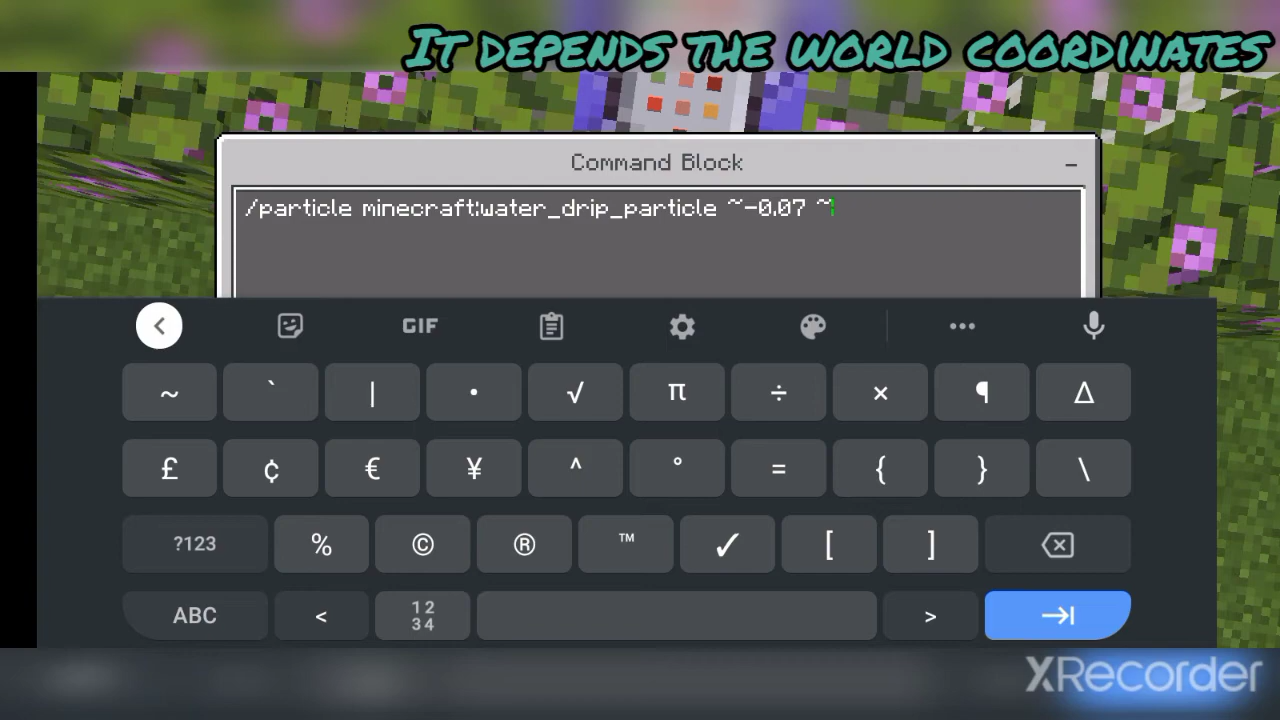 IT DEPENDS THE WORLD COORDINATES
Command Block
/particle minecraft:water_drip_particle ~-0.07 ~
GIF
~ ` | • √ π ÷ × ¶ Δ
£ ¢ € ¥ ^ ° = { } \
?123 % © ® ™ ✓ [ ]
ABC < 12 34 >
XRecorder